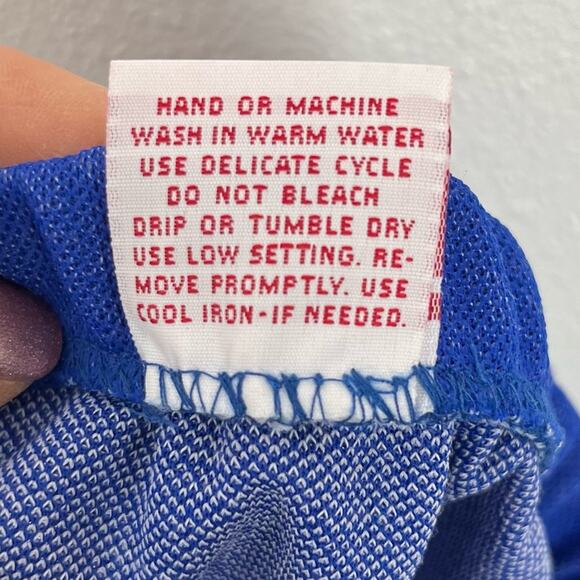 HAND OR MACHINE
WASH IN WARM WATER
USE DELICATE CYCLE
DO NOT BLEACH
DRIP OR TUMBLE DRY
USE LOW SETTING. RE-
MOVE PROMPTLY. USE
COOL IRON-IF NEEDED.